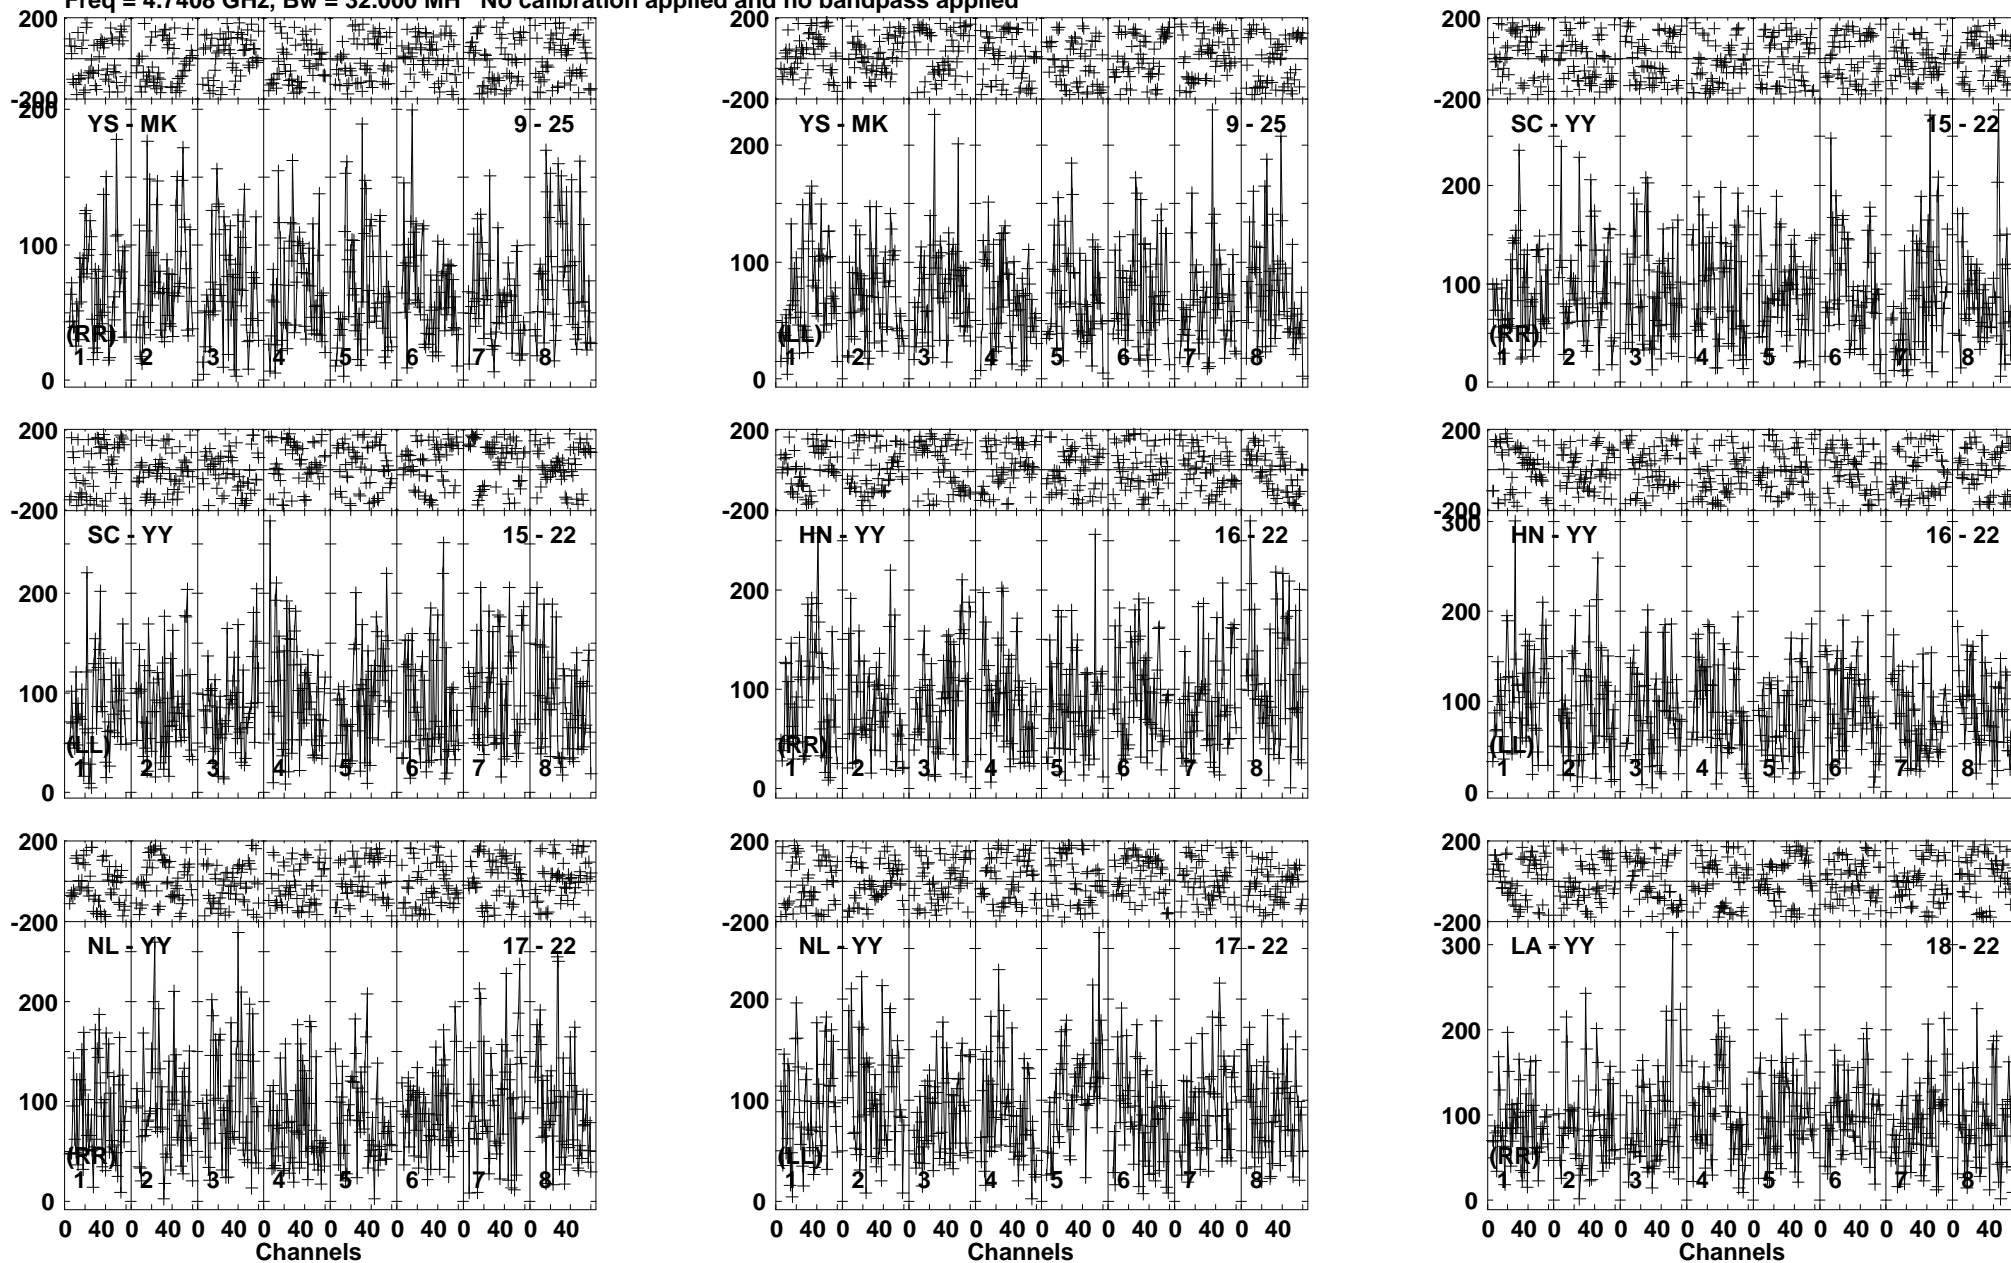 Freq = 4.7408 GHz, Bw = 32.000 MH   No calibration applied and no bandpass applied
200 200 200
-200 -200 -200
200
YS - MK 9 - 25 YS - MK 9 - 25 SC - YY 15 - 22
200 200
100 100 100
(RR) (LL) (RR)
1 2 3 4 5 6 7 8 1 2 3 4 5 6 7 8 1 2 3 4 5 6 7 8
0 0 0
200 200 200
-200 -200 -200
300
SC - YY 15 - 22 HN - YY 16 - 22 HN - YY 16 - 22
200 200 200
100 100 100
(LL) (RR) (LL)
1 2 3 4 5 6 7 8 1 2 3 4 5 6 7 8 1 2 3 4 5 6 7 8
0 0 0
200 200 200
-200 -200 -200
NL - YY 17 - 22 NL - YY 17 - 22 LA - YY 18 - 22
300
200 200 200
100 100 100
(RR) (LL) (RR)
1 2 3 4 5 6 7 8 1 2 3 4 5 6 7 8 1 2 3 4 5 6 7 8
0 0 0
0 40 0 40 0 40 0 40 0 40 0 40 0 40 0 40 0 40 0 40 0 40 0 40 0 40 0 40 0 40 0 40 0 40 0 40 0 40 0 40 0 40 0 40 0 40 0 40
Channels Channels Channels